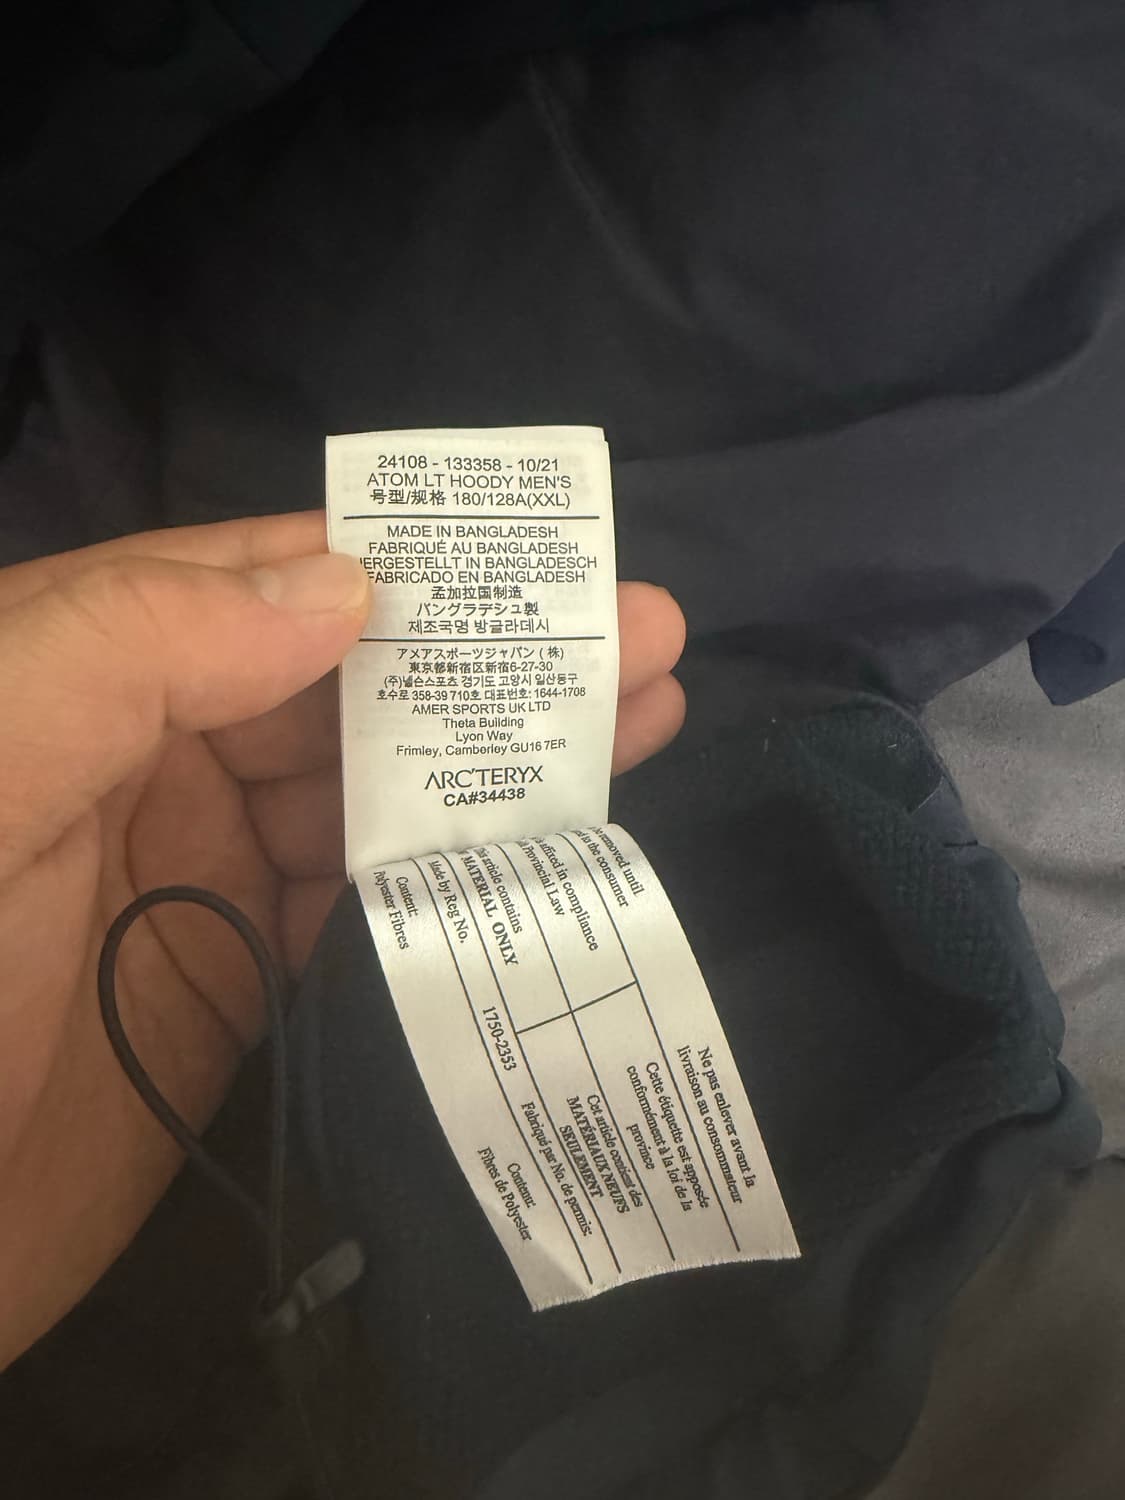 24108 - 133358 - 10/21
ATOM LT HOODY MEN'S
号型/规格 180/128A(XXL)
MADE IN BANGLADESH
FABRIQUÉ AU BANGLADESH
ERGESTELLT IN BANGLADESCH
FABRICADO EN BANGLADESH
孟加拉国制造
バングラデシュ製
제조국명 방글라데시
アメアスポーツジャパン (株)
東京都新宿区新宿6-27-30
(주)넬슨스포츠 경기도 고양시 일산동구
호수로 358-39 710호 대표번호: 1644-1708
AMER SPORTS UK LTD
Theta Building
Lyon Way
Frimley, Camberley GU16 7ER
ARC'TERYX
CA#34438
be removed until
to the consumer
affixed in compliance
Provincial Law
article contains
MATERIAL ONLY
Made by Reg No.
1750-2353
Content:
Polyester Fibres
Ne pas enlever avant la
livraison au consommateur
Cette étiquette est apposée
conformément à la loi de la
province
Cet article contient des
MATÉRIAUX NEUFS
SEULEMENT
Fabriqué par No. de permis:
Contenu:
Fibres de Polyester